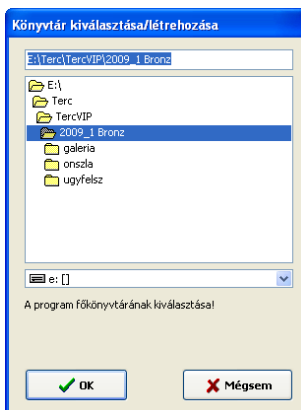 Könyvtár kiválasztása/létrehozása
E:\Terc\TercVIP\2009_1 Bronz
E:\
Terc
TercVIP
2009_1 Bronz
galeria
onszla
ugyfelsz
e: []
A program főkönyvtárának kiválasztása!
OK
Mégsem